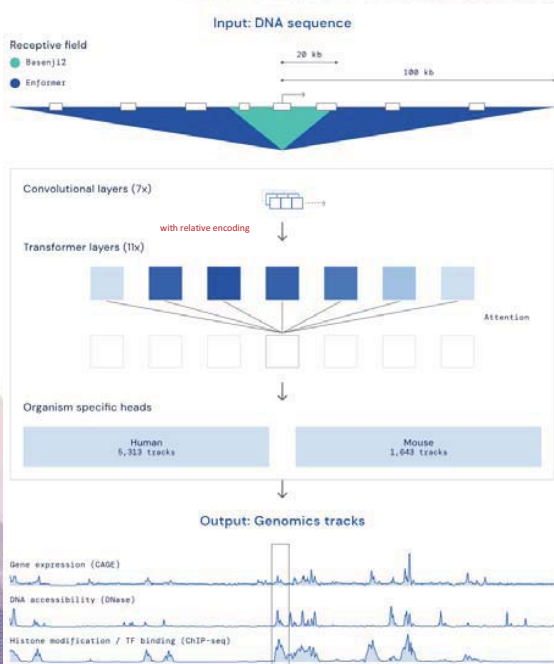 Input: DNA sequence
Receptive field
Basenji2
Enformer
20 kb
100 kb
Convolutional layers (7x)
with relative encoding
Transformer layers (11x)
Attention
Organism specific heads
Human
5,313 tracks
Mouse
1,643 tracks
Output: Genomics tracks
Gene expression (CAGE)
DNA accessibility (DNase)
Histone modification / TF binding (ChIP-seq)